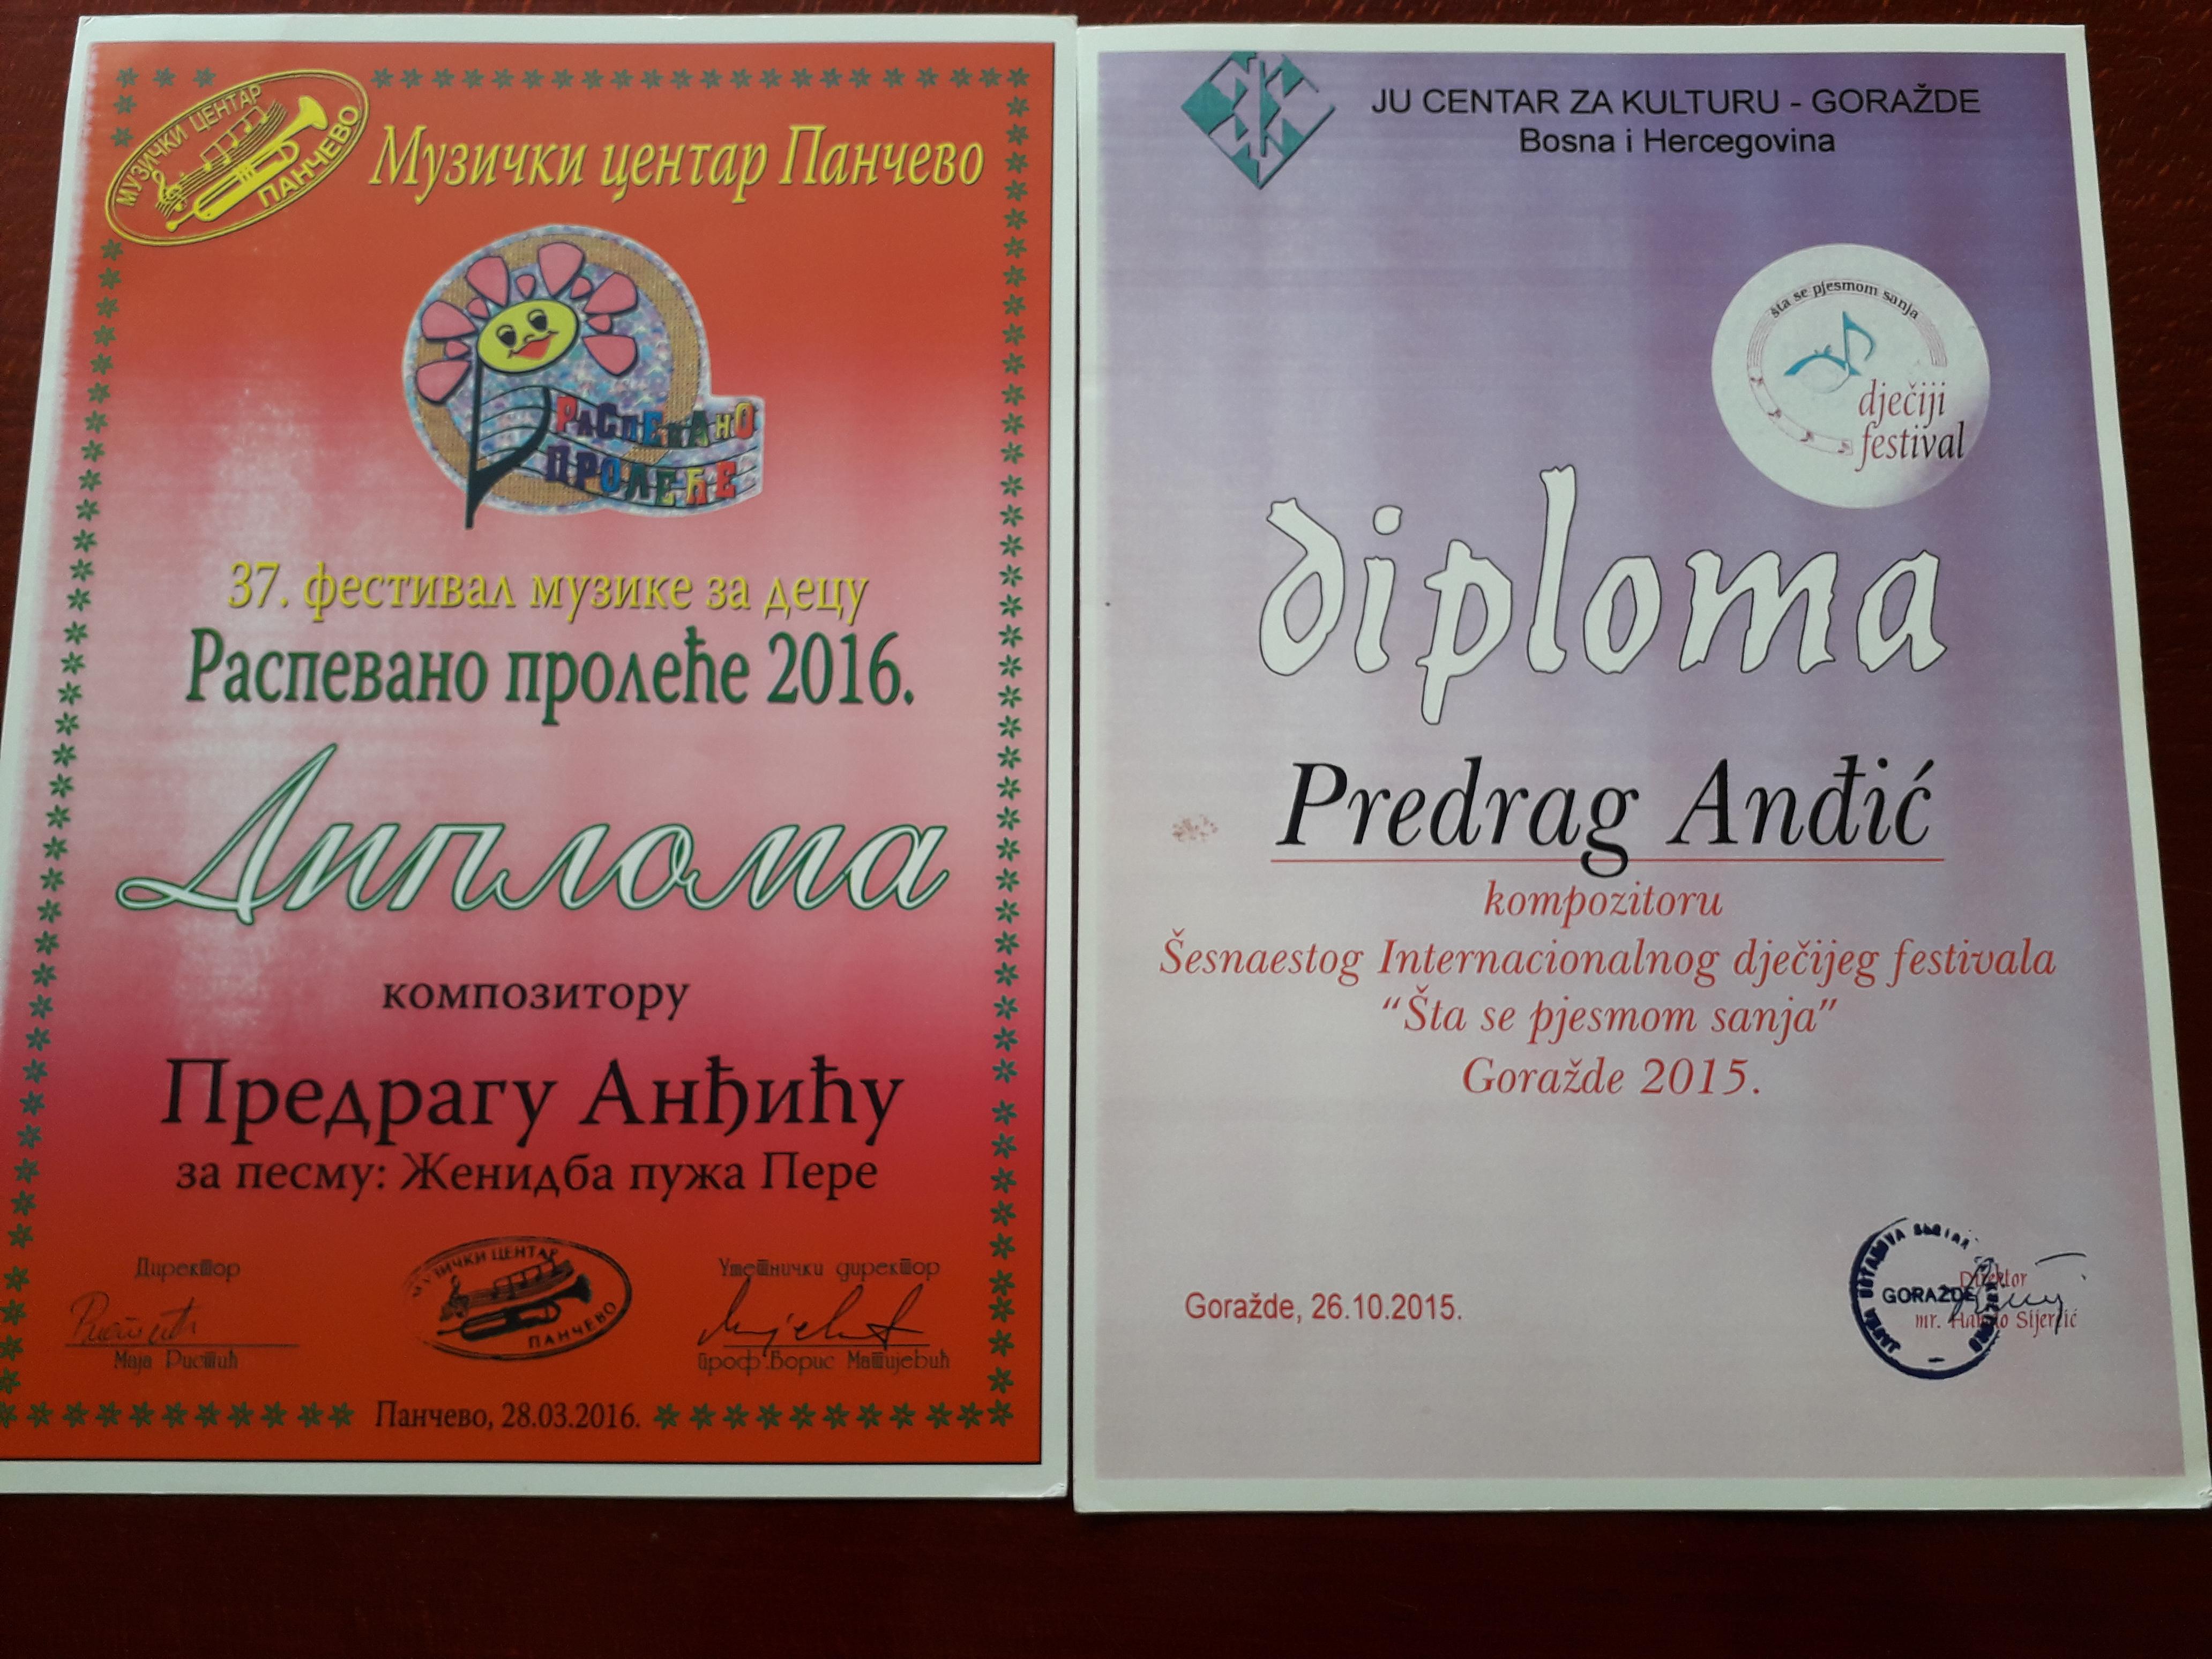 МУЗИЧКИ ЦЕНТАР
ПАНЧЕВО
Музички центар Панчево
РАСПЕВАНО
ПРОЛЕЋЕ
37. фестивал музике за децу
Распевано пролеће 2016.
Диплома
композитору
Предрагу Анђићу
за песму: Женидба пужа Пере
Директор
Маја Ристић
МУЗИЧКИ ЦЕНТАР
ПАНЧЕВО
Уметнички директор
проф.Борис Матијевић
Панчево, 28.03.2016.
JU CENTAR ZA KULTURU - GORAŽDE
Bosna i Hercegovina
šta se pjesmom sanja
dječiji
festival
diploma
Predrag Anđić
kompozitoru
Šesnaestog Internacionalnog dječijeg festivala
“Šta se pjesmom sanja”
Goražde 2015.
Goražde, 26.10.2015.
Direktor
GORAŽDE
mr.